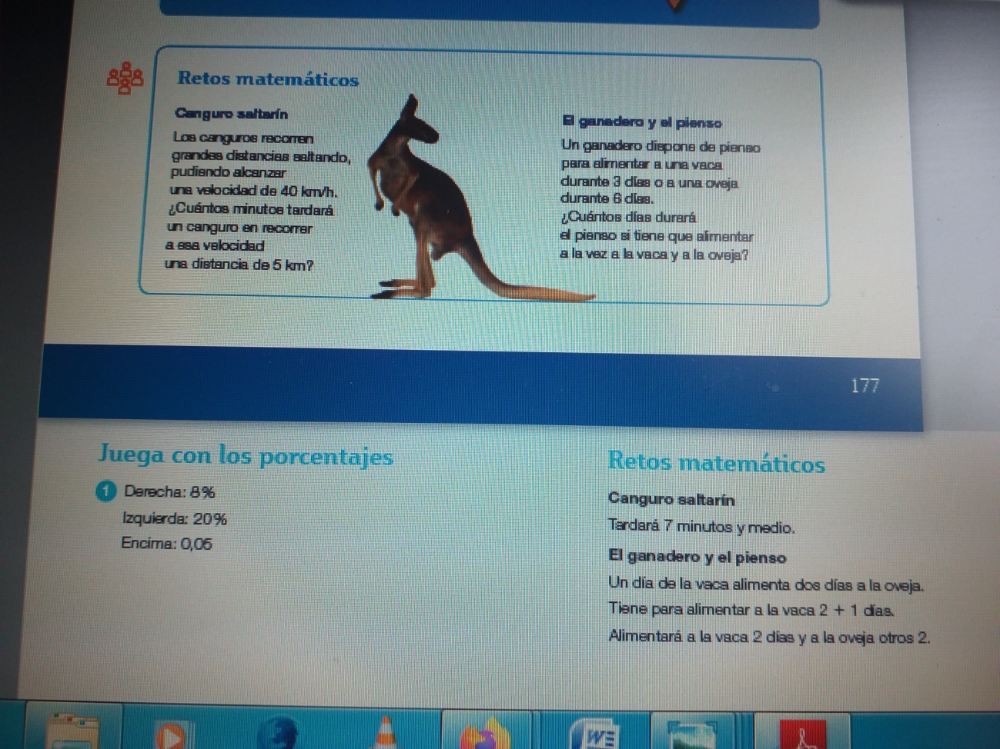 Retos matemáticos
Canguro saltarín
Los canguros recorren
grandes distancias saltando,
pudiendo alcanzar
una velocidad de 40 km/h.
¿Cuántos minutos tardará
un canguro en recorrer
a esa velocidad
una distancia de 5 km?
El ganadero y el pienso
Un ganadero dispone de pienso
para alimentar a una vaca
durante 3 días o a una oveja
durante 6 días.
¿Cuántos días durará
el pienso si tiene que alimentar
a la vez a la vaca y a la oveja?
177
Juega con los porcentajes
1 Derecha: 8%
Izquierda: 20%
Encima: 0,05
Retos matemáticos
Canguro saltarín
Tardará 7 minutos y medio.
El ganadero y el pienso
Un día de la vaca alimenta dos días a la oveja.
Tiene para alimentar a la vaca 2 + 1 días.
Alimentará a la vaca 2 días y a la oveja otros 2.
W